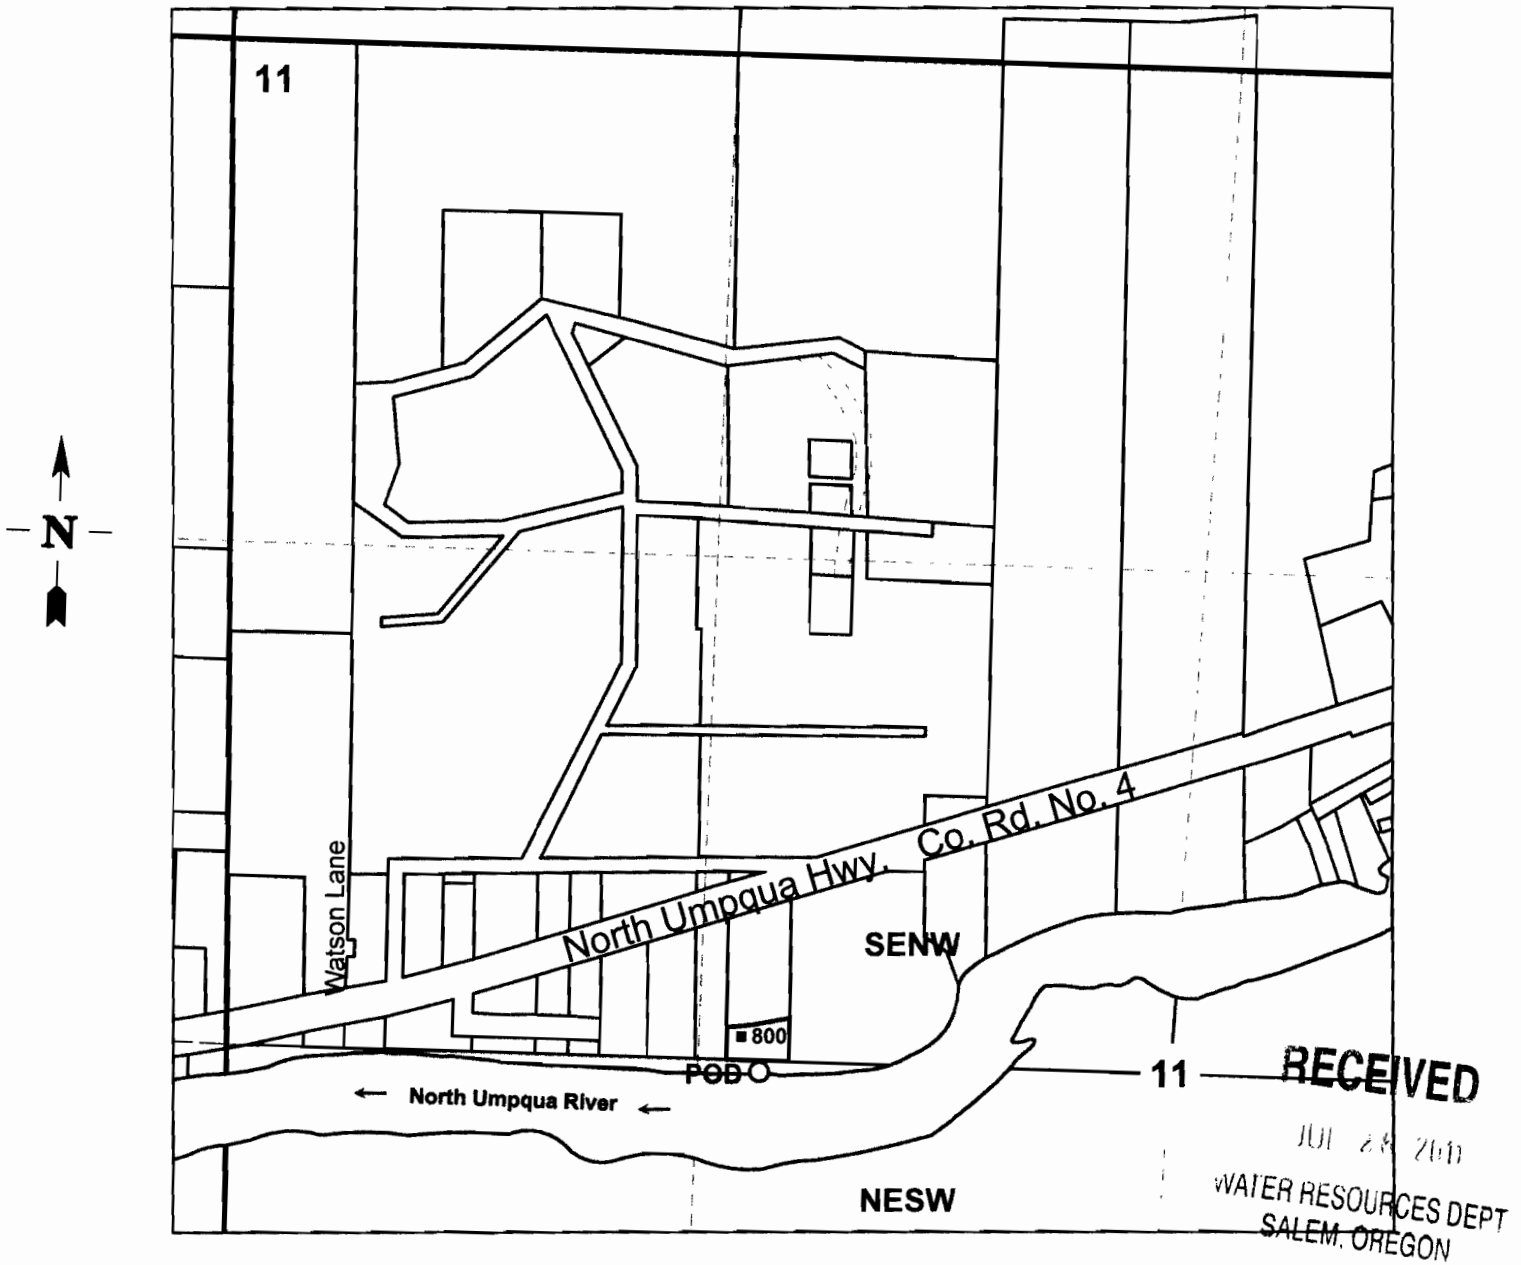 11
N
Watson Lane
North Umpqua Hwy. Co. Rd. No. 4
SENW
800
POD
North Umpqua River
11
RECEIVED
WATER RESOURCES DEPT
SALEM, OREGON
NESW